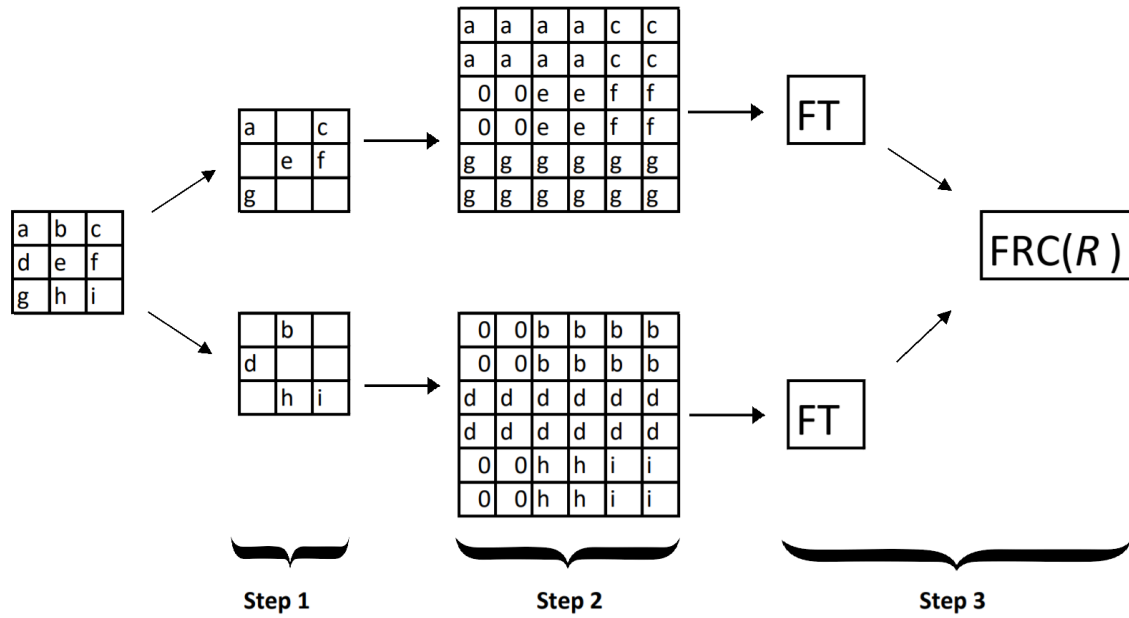 a a a a c c
a a a a c c
0 0 e e f f
0 0 e e f f
g g g g g g
g g g g g g
a c
e f
g
FT
a b c
d e f
g h i
FRC(R )
b
d
h i
0 0 b b b b
0 0 b b b b
d d d d d d
d d d d d d
0 0 h h i i
0 0 h h i i
FT
Step 1
Step 2
Step 3